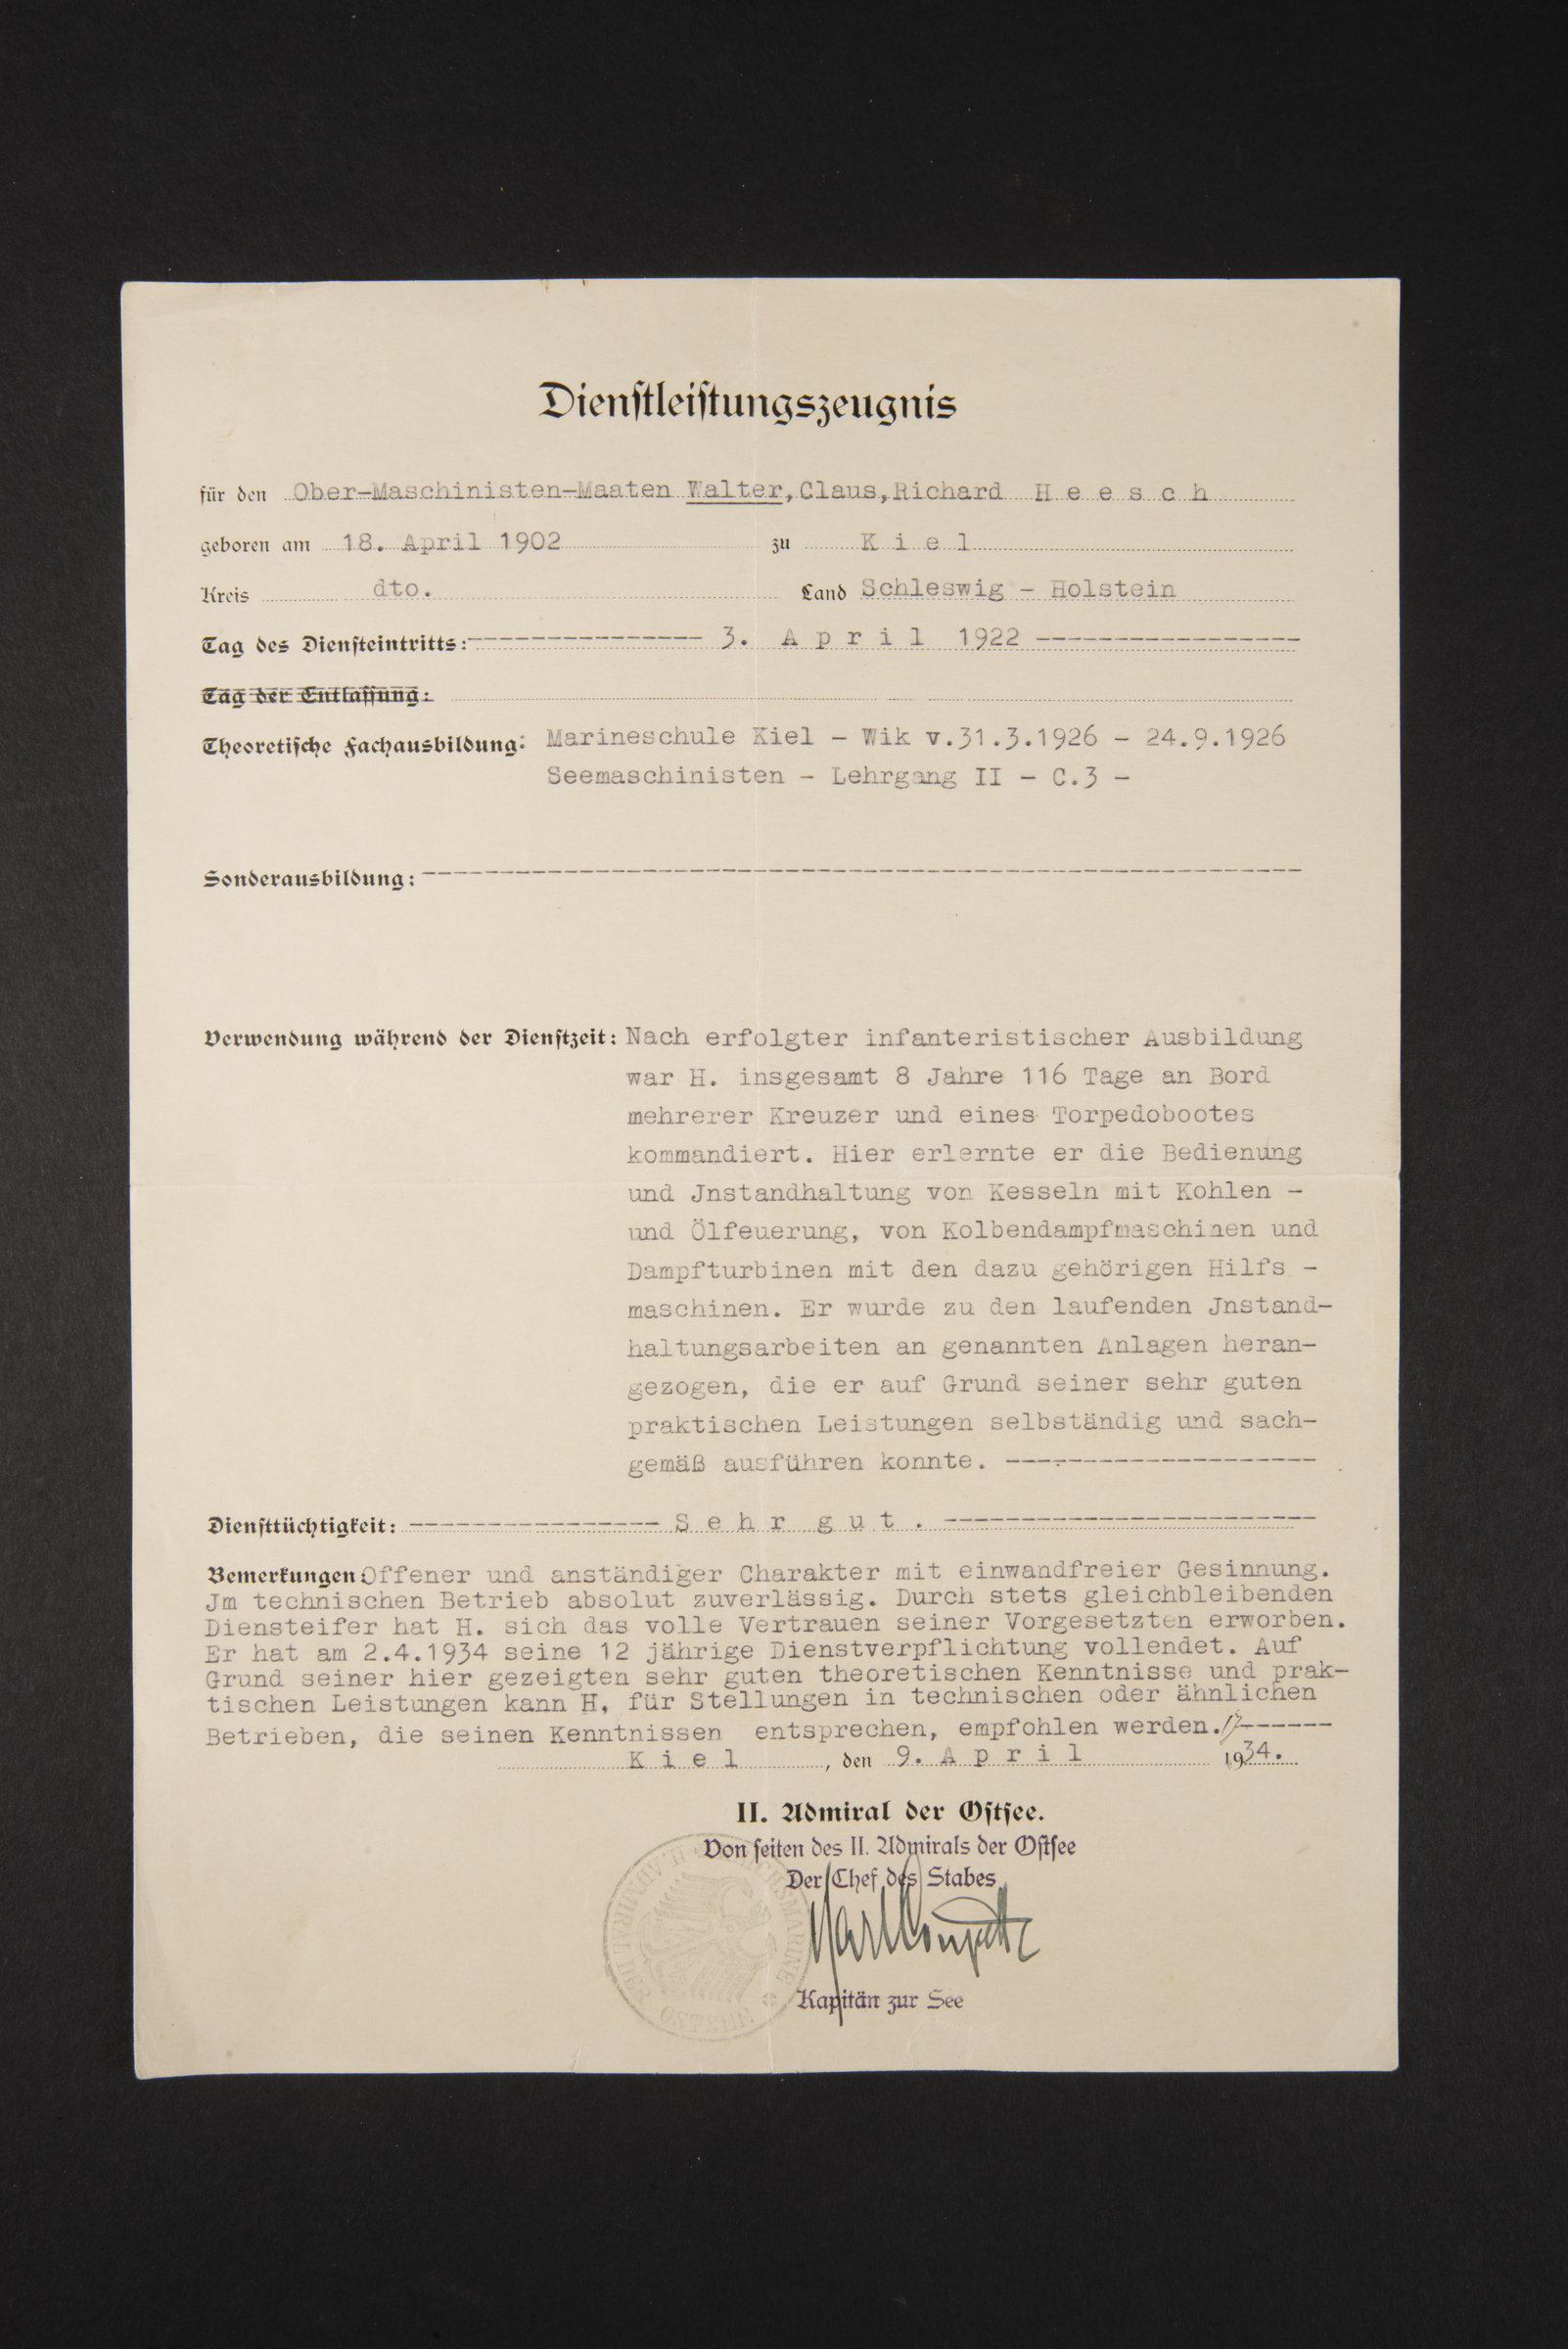 Dienstleistungszeugnis
für den Ober-Maschinisten-Maaten Walter, Claus, Richard H e e s c h
geboren am 18. April 1902 zu K i e l
Kreis dto. Land Schleswig - Holstein
Tag des Diensteintritts: ---------------- 3. A p r i l 1922 -----------------
Tag der Entlassung:
Theoretische Fachausbildung: Marineschule Kiel - Wik v.31.3.1926 - 24.9.1926
Seemaschinisten - Lehrgang II - C.3 -
Sonderausbildung: --------------------------------------------------------
Verwendung während der Dienstzeit: Nach erfolgter infanteristischer Ausbildung
war H. insgesamt 8 Jahre 116 Tage an Bord
mehrerer Kreuzer und eines Torpedobootes
kommandiert. Hier erlernte er die Bedienung
und Jnstandhaltung von Kesseln mit Kohlen -
und Ölfeuerung, von Kolbendampfmaschinen und
Dampfturbinen mit den dazu gehörigen Hilfs -
maschinen. Er wurde zu den laufenden Jnstand-
haltungsarbeiten an genannten Anlagen heran-
gezogen, die er auf Grund seiner sehr guten
praktischen Leistungen selbständig und sach-
gemäß ausführen konnte. --------------------
Diensttüchtigkeit: ---------------- S e h r g u t . ------------------------
Bemerkungen: Offener und anständiger Charakter mit einwandfreier Gesinnung.
Jm technischen Betrieb absolut zuverlässig. Durch stets gleichbleibenden
Diensteifer hat H. sich das volle Vertrauen seiner Vorgesetzten erworben.
Er hat am 2.4.1934 seine 12 jährige Dienstverpflichtung vollendet. Auf
Grund seiner hier gezeigten sehr guten theoretischen Kenntnisse und prak-
tischen Leistungen kann H. für Stellungen in technischen oder ähnlichen
Betrieben, die seinen Kenntnissen entsprechen, empfohlen werden. ------
K i e l , den 9. A p r i l 1934.
II. Admiral der Ostsee.
Von seiten des II. Admirals der Ostsee
Der Chef des Stabes
Kapitän zur See
II. ADMIRAL DER OSTSEE